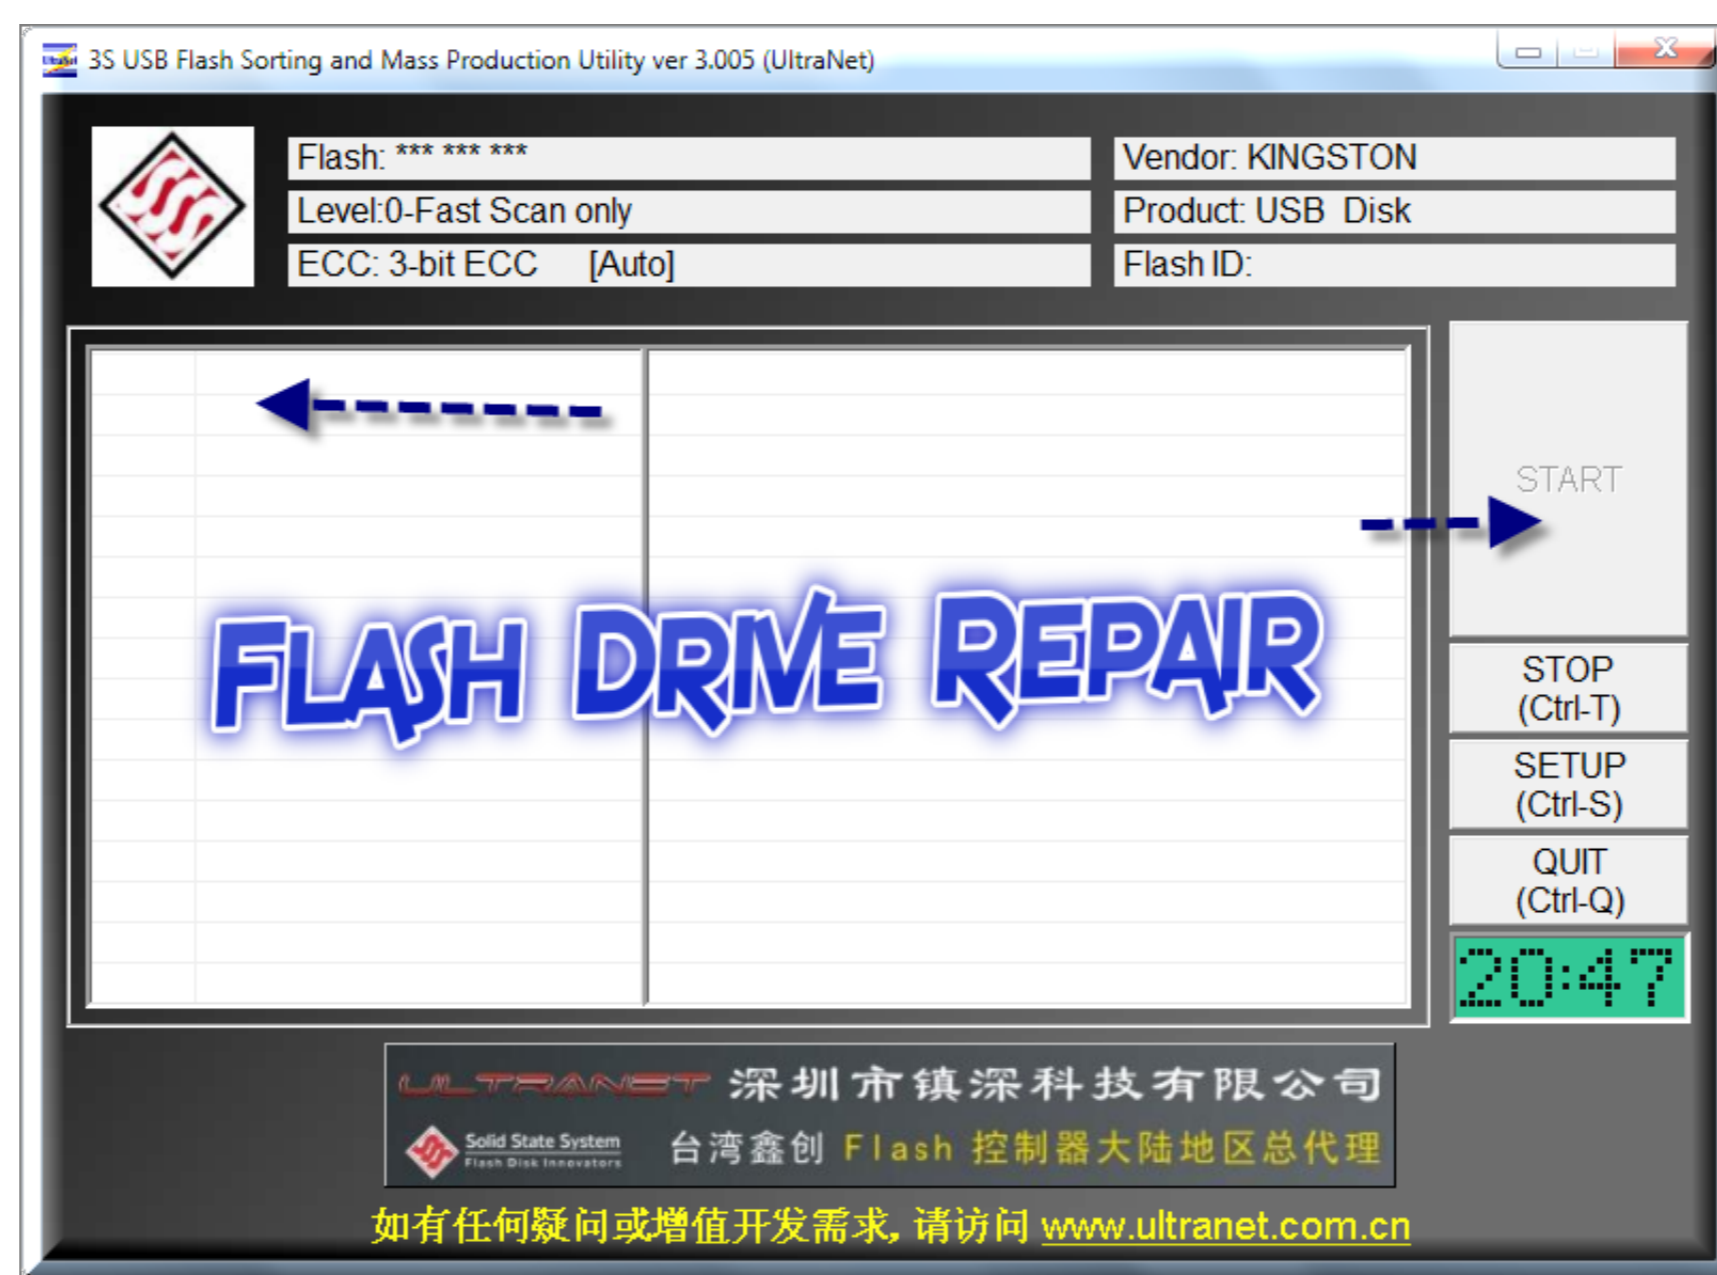 3S USB Flash Sorting and Mass Production Utility ver 3.005 (UltraNet)
Flash: *** *** ***
Vendor: KINGSTON
Level:0-Fast Scan only
Product: USB Disk
ECC: 3-bit ECC [Auto]
Flash ID:
START
FLASH DRIVE REPAIR
STOP
(Ctrl-T)
SETUP
(Ctrl-S)
QUIT
(Ctrl-Q)
20:47
ULTRANET 深圳市镇深科技有限公司
Solid State System
Flash Disk Innovators
台湾鑫创 Flash 控制器大陆地区总代理
如有任何疑问或增值开发需求, 请访问 www.ultranet.com.cn